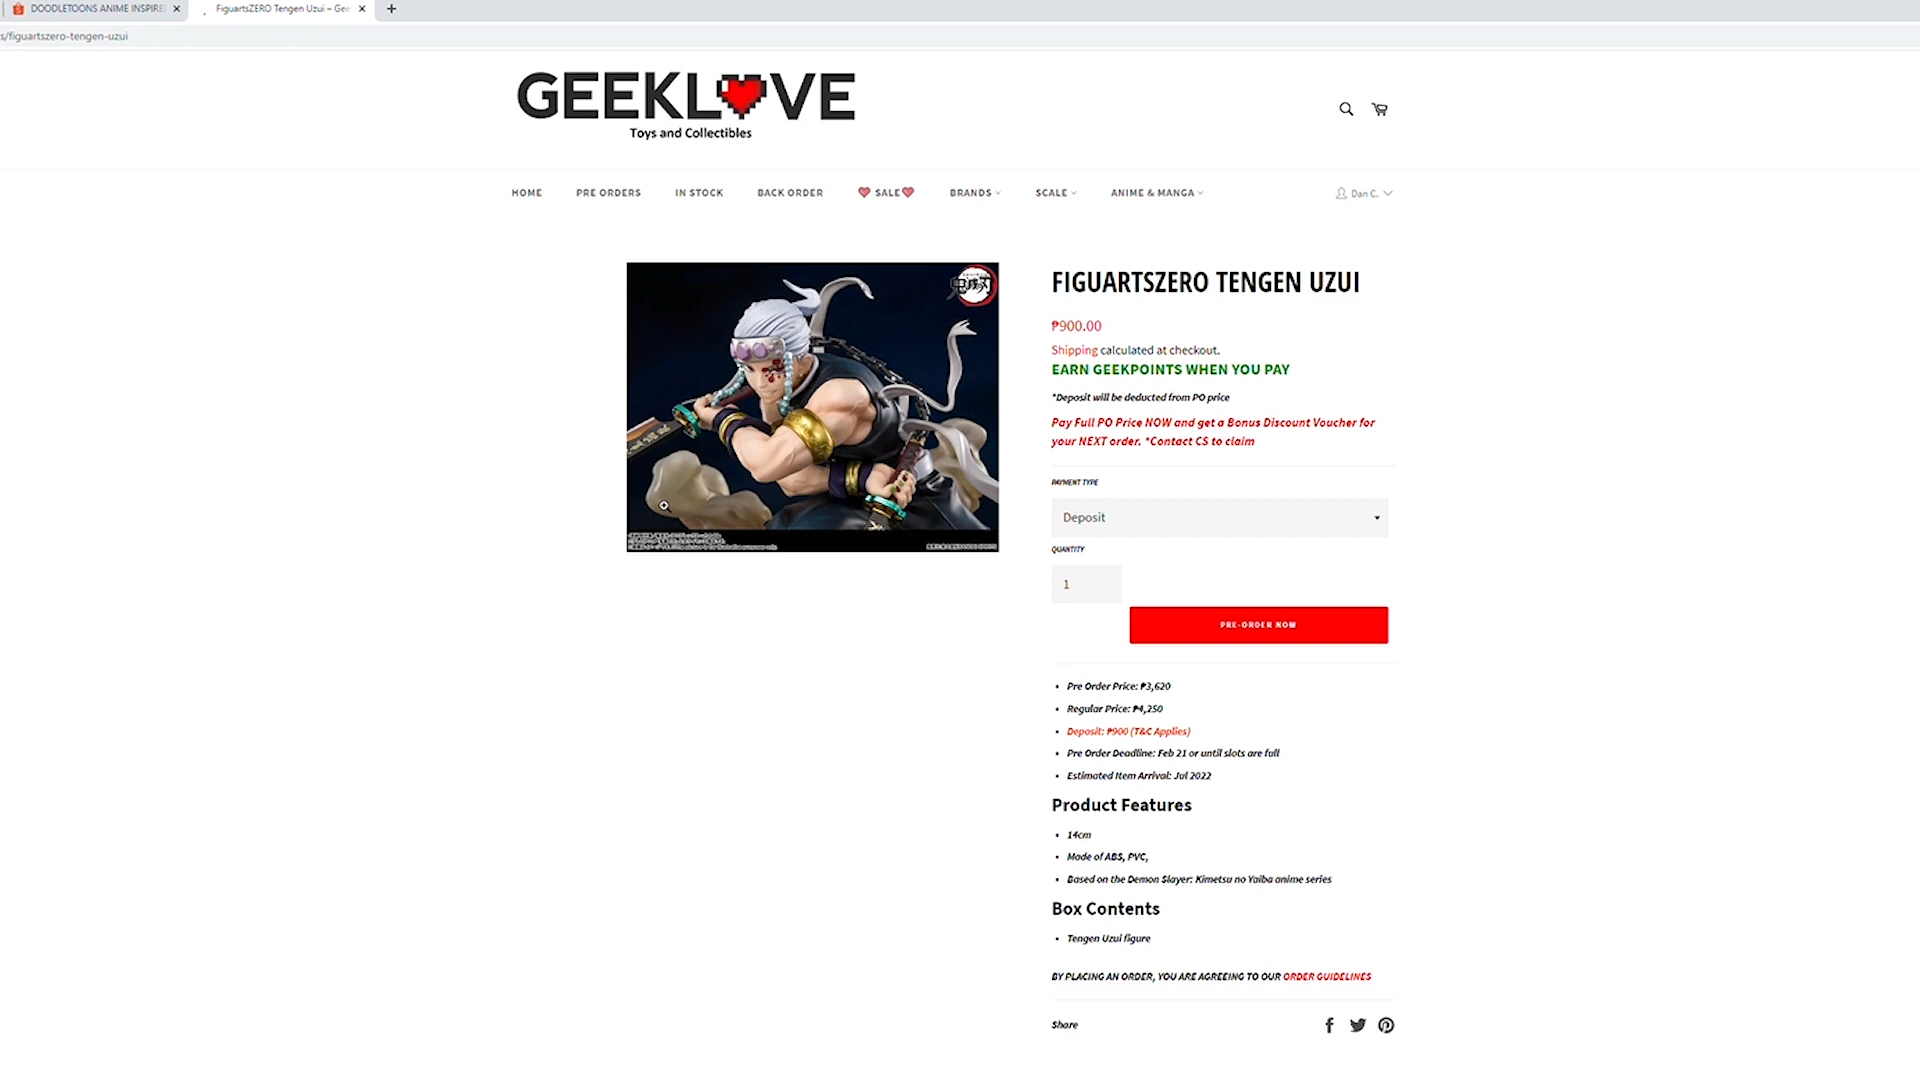 DOODLETOONS ANIME INSPIRE
FiguartsZERO Tengen Uzui – Gee
s/figuartszero-tengen-uzui
GEEKLOVE
Toys and Collectibles
HOME
PRE ORDERS
IN STOCK
BACK ORDER
SALE
BRANDS
SCALE
ANIME & MANGA
Dan C.
鬼滅の刃
FIGUARTSZERO TENGEN UZUI
₱900.00
Shipping calculated at checkout.
EARN GEEKPOINTS WHEN YOU PAY
*Deposit will be deducted from PO price
Pay Full PO Price NOW and get a Bonus Discount Voucher for
your NEXT order. *Contact CS to claim
PAYMENT TYPE
Deposit
QUANTITY
1
PRE-ORDER NOW
• Pre Order Price: ₱3,620
• Regular Price: ₱4,250
• Deposit: ₱900 (T&C Applies)
• Pre Order Deadline: Feb 21 or until slots are full
• Estimated Item Arrival: Jul 2022
Product Features
• 14cm
• Made of ABS, PVC,
• Based on the Demon Slayer: Kimetsu no Yaiba anime series
Box Contents
• Tengen Uzui figure
BY PLACING AN ORDER, YOU ARE AGREEING TO OUR ORDER GUIDELINES
Share